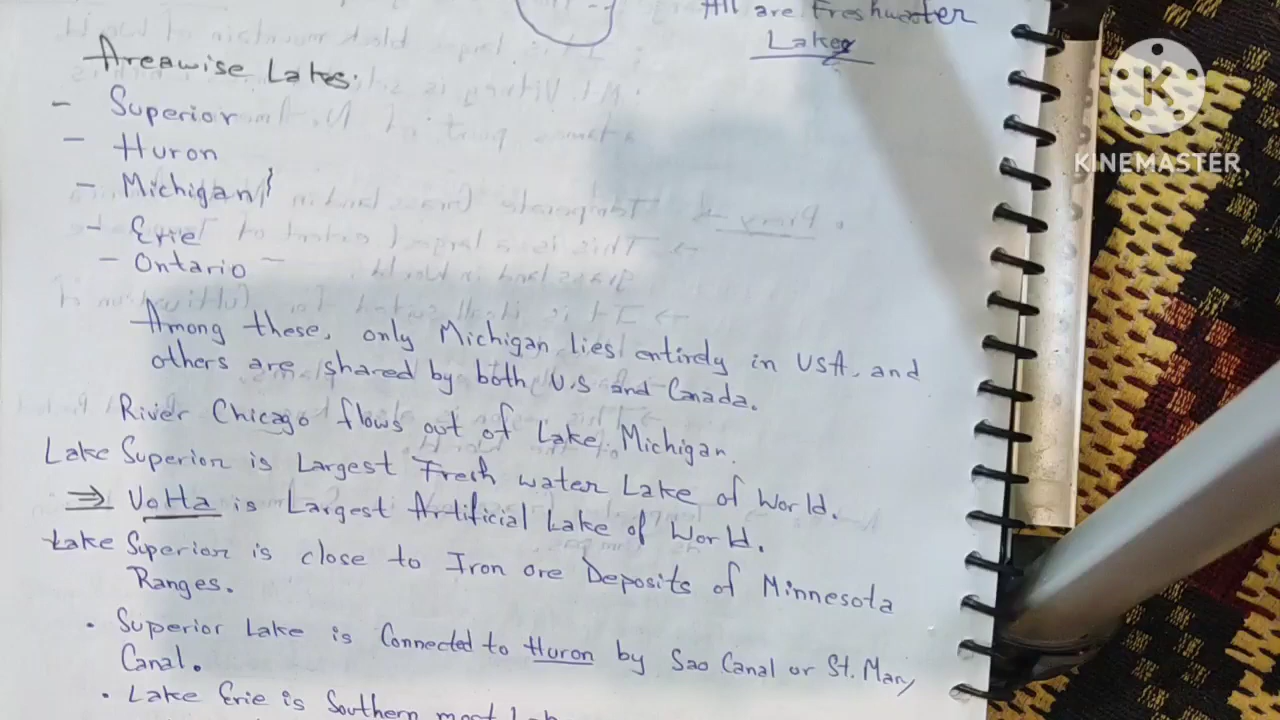 All are Freshwater
Lakes
Areawise Lakes.
- Superior
- Huron
- Michigan
- Erie
- Ontario -
Among these, only Michigan lies entirely in USA, and
others are shared by both U.S and Canada.
River Chicago flows out of Lake Michigan.
Lake Superior is Largest Fresh water Lake of World.
⇒ Volta is Largest Artificial Lake of World.
Lake Superior is close to Iron ore Deposits of Minnesota
Ranges.
• Superior Lake is Connected to Huron by Sao Canal or St. Mary
Canal.
• Lake Erie is Southern most
KINEMASTER